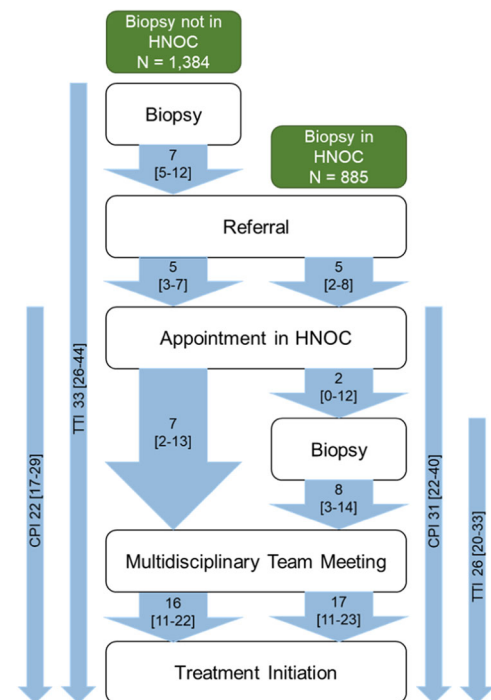 Biopsy not in
HNOC
N = 1,384
Biopsy
Biopsy in
HNOC
N = 885
7
[5-12]
Referral
5
[3-7]
5
[2-8]
Appointment in HNOC
2
[0-12]
7
[2-13]
Biopsy
8
[3-14]
Multidisciplinary Team Meeting
16
[11-22]
17
[11-23]
Treatment Initiation
CPI 22 [17-29]
TTI 33 [26-44]
CPI 31 [22-40]
TTI 26 [20-33]